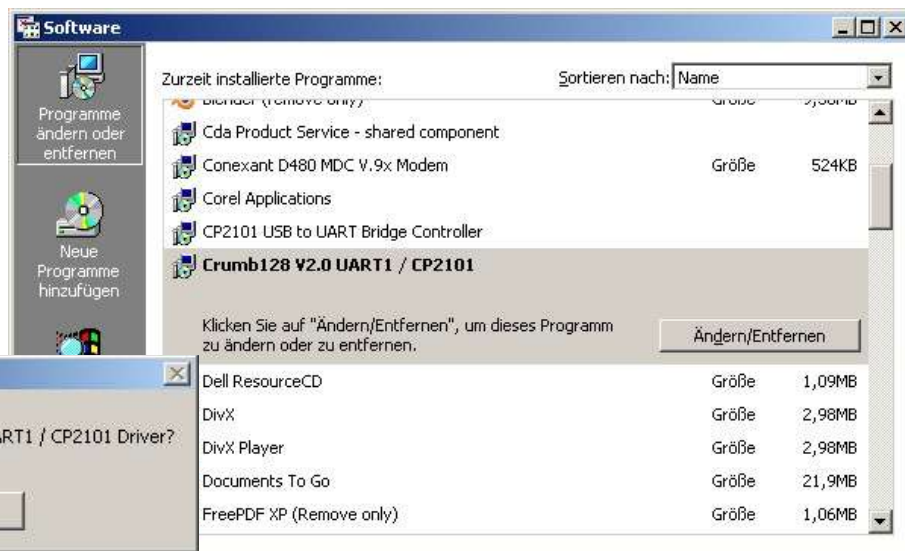 Software
Programme
ändern oder
entfernen
Neue
Programme
hinzufügen
Zurzeit installierte Programme:
Sortieren nach: Name
Blender (remove only) Größe
Cda Product Service - shared component
Conexant D480 MDC V.9x Modem Größe 524KB
Corel Applications
CP2101 USB to UART Bridge Controller
Crumb128 V2.0 UART1 / CP2101
Klicken Sie auf "Ändern/Entfernen", um dieses Programm
zu ändern oder zu entfernen.
Ändern/Entfernen
Dell ResourceCD Größe 1,09MB
DivX Größe 2,98MB
DivX Player Größe 2,98MB
Documents To Go Größe 21,9MB
FreePDF XP (Remove only) Größe 1,06MB
/ CP2101 Driver?